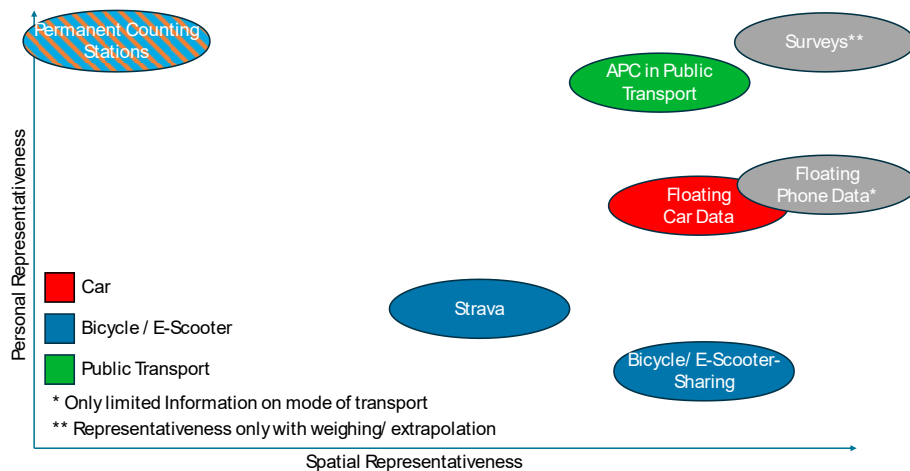 Permanent Counting
Stations
Surveys**
APC in Public
Transport
Floating
Phone Data*
Floating
Car Data
Strava
Bicycle/ E-Scooter-
Sharing
Personal Representativeness
Car
Bicycle / E-Scooter
Public Transport
* Only limited Information on mode of transport
** Representativeness only with weighing/ extrapolation
Spatial Representativeness